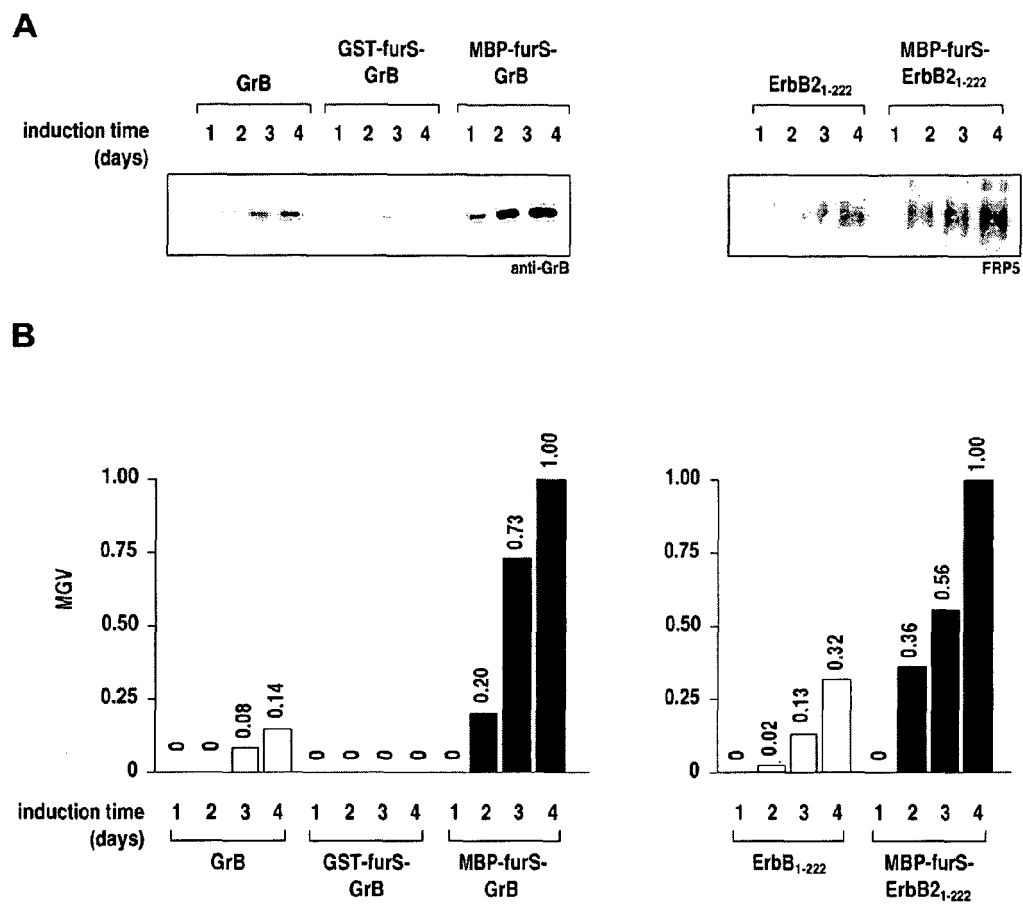 A
GrB
GST-furS-
GrB
MBP-furS-
GrB
ErbB2₁₋₂₂₂
MBP-furS-
ErbB2₁₋₂₂₂
induction time
(days)
1 2 3 4 1 2 3 4 1 2 3 4
1 2 3 4 1 2 3 4
anti-GrB
FRP5
B
MGV
1.00
0.75
0.50
0.25
0
0 0 0.08 0.14 0 0 0 0 0 0.20 0.73 1.00
1.00
0.75
0.50
0.25
0
0 0.02 0.13 0.32 0 0.36 0.56 1.00
induction time
(days)
1 2 3 4 1 2 3 4 1 2 3 4
1 2 3 4 1 2 3 4
GrB
GST-furS-
GrB
MBP-furS-
GrB
ErbB₁₋₂₂₂
MBP-furS-
ErbB2₁₋₂₂₂